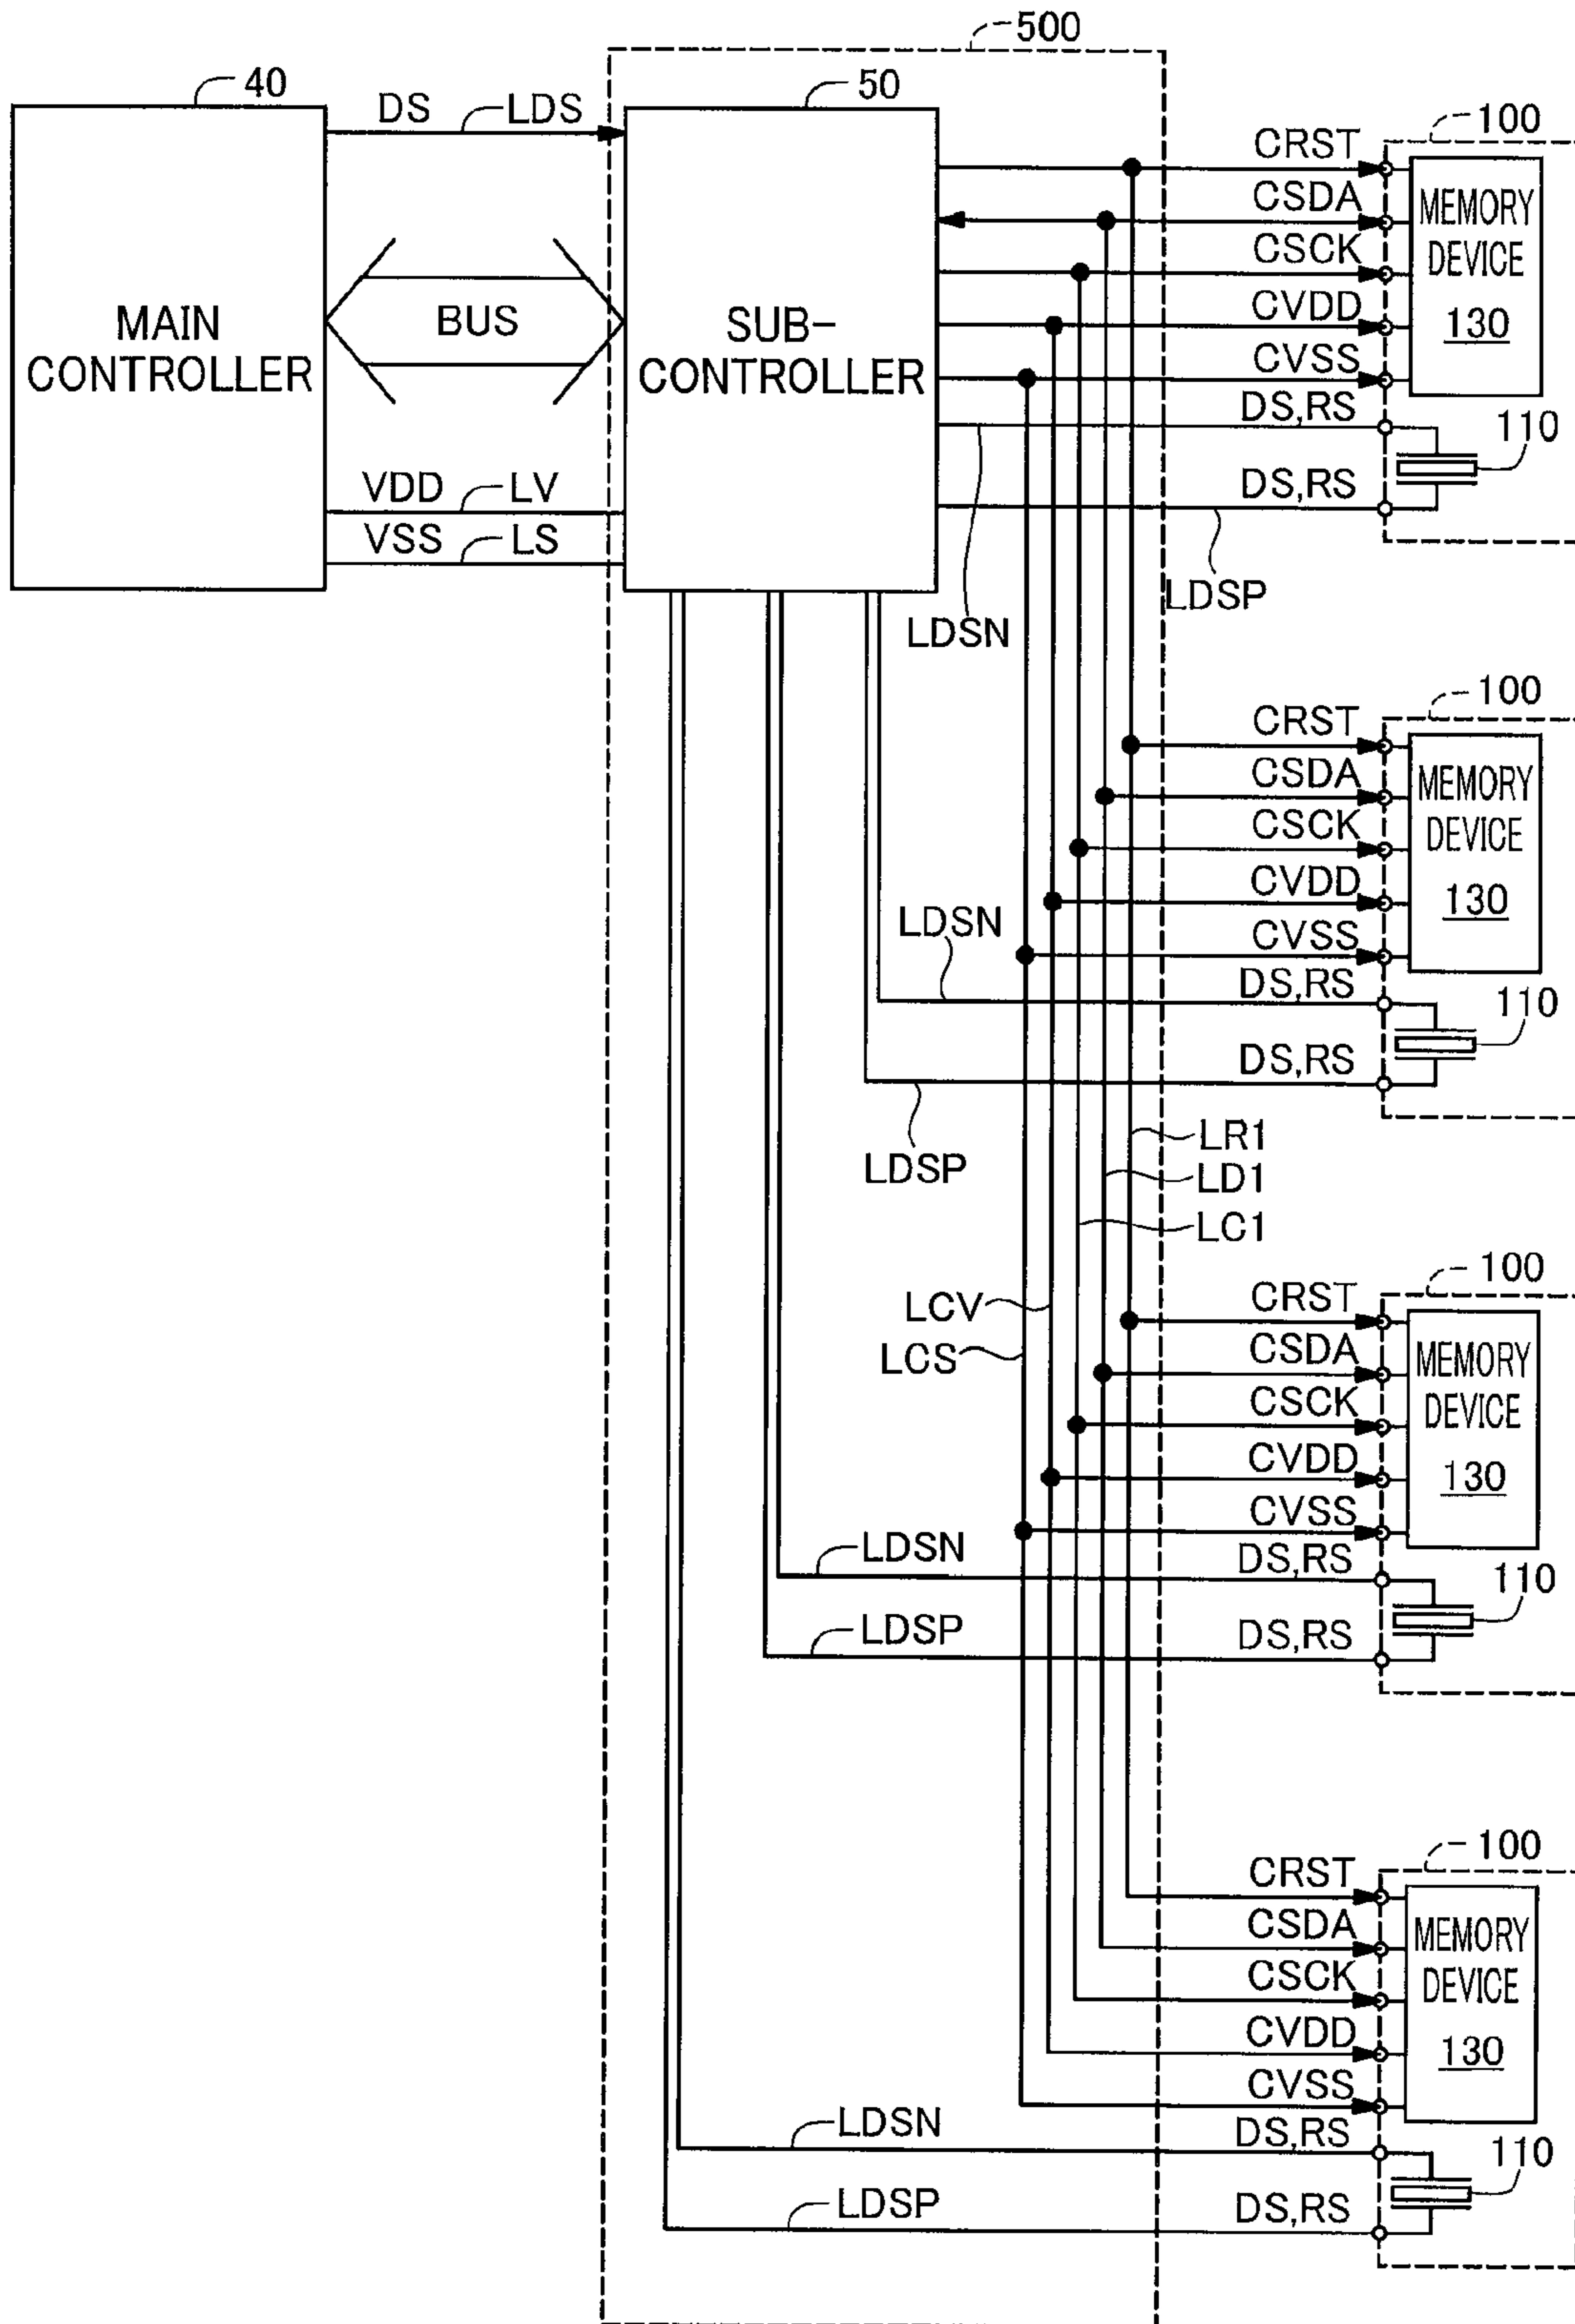 500
40
DS
LDS
50
MAIN
CONTROLLER
BUS
SUB-
CONTROLLER
VDD
LV
VSS
LS
100
CRST
CSDA
CSCK
CVDD
CVSS
DS,RS
DS,RS
MEMORY
DEVICE
130
110
LDSN
LDSP
100
CRST
CSDA
CSCK
CVDD
CVSS
DS,RS
DS,RS
MEMORY
DEVICE
130
110
LDSN
LDSP
LR1
LD1
LC1
LCV
LCS
100
CRST
CSDA
CSCK
CVDD
CVSS
DS,RS
DS,RS
MEMORY
DEVICE
130
110
LDSN
LDSP
100
CRST
CSDA
CSCK
CVDD
CVSS
DS,RS
DS,RS
MEMORY
DEVICE
130
110
LDSN
LDSP